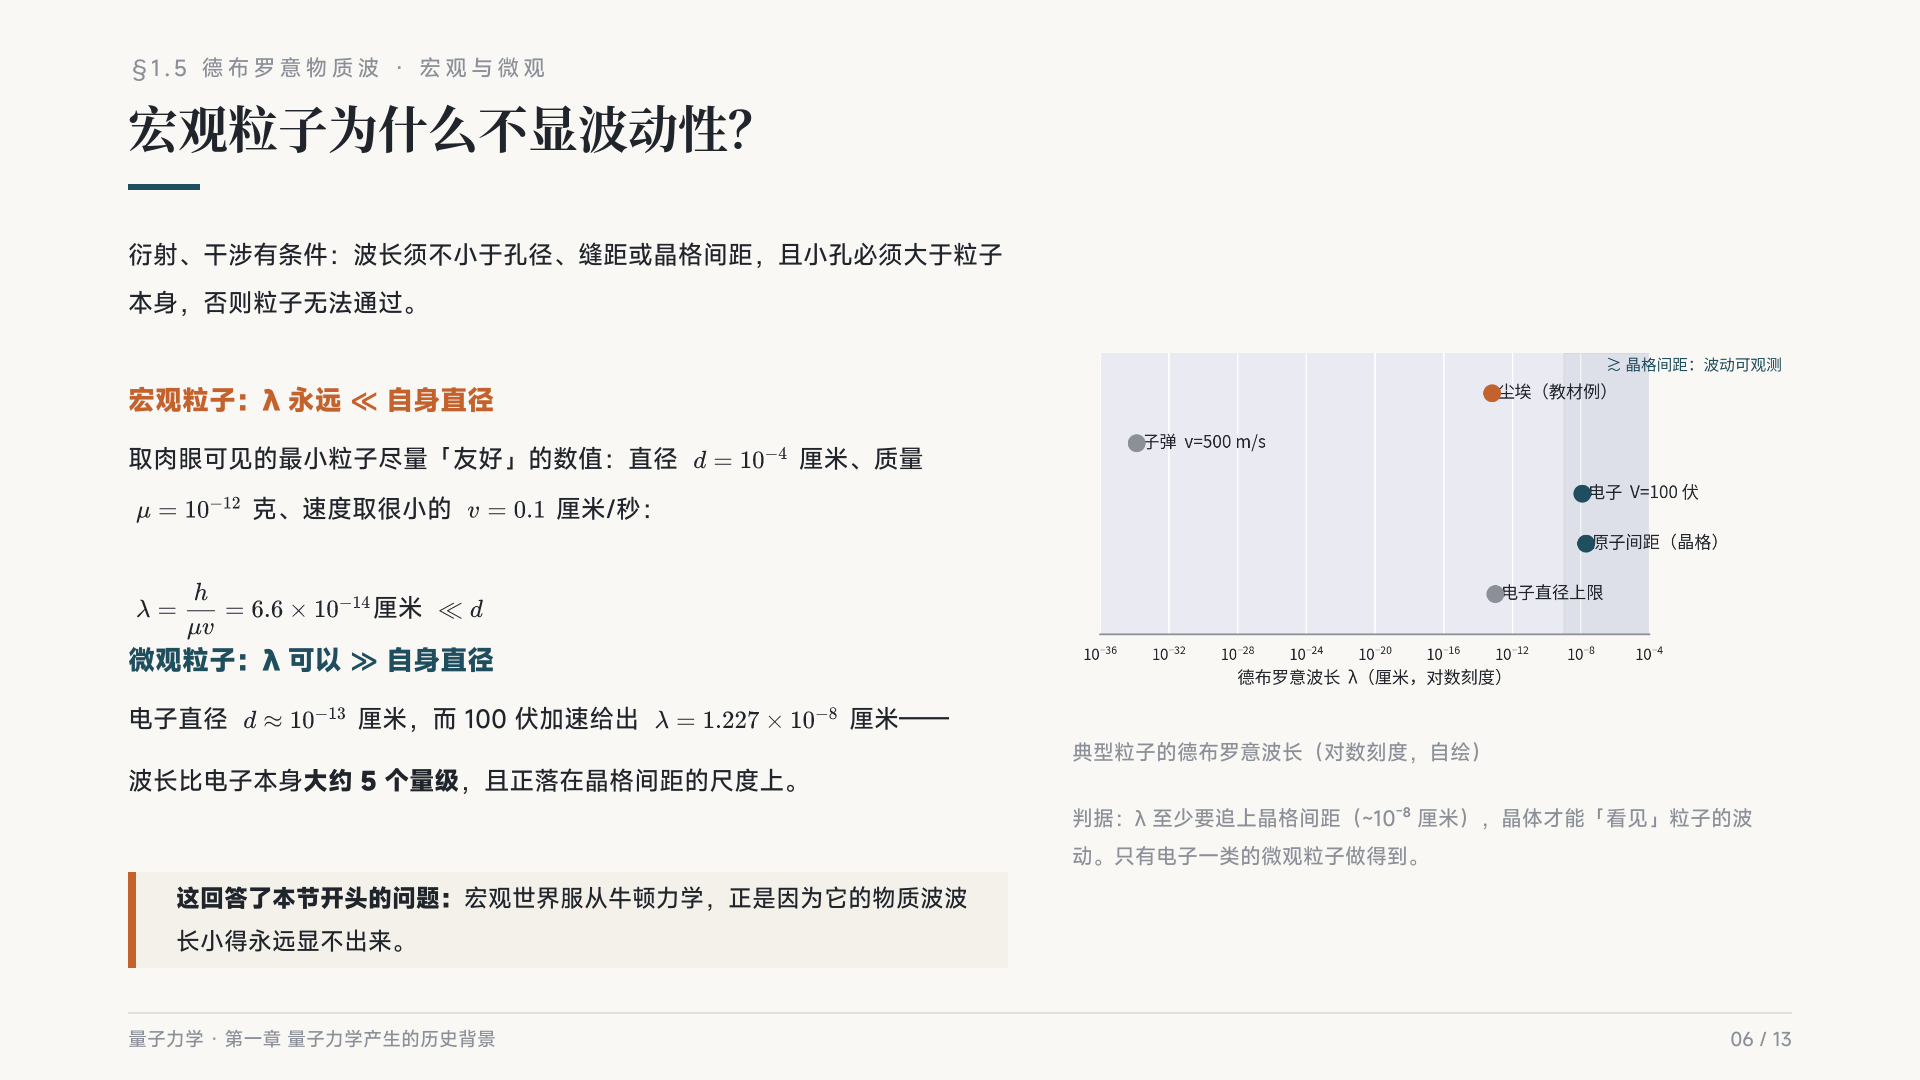 §1.5 德布罗意物质波 · 宏观与微观
宏观粒子为什么不显波动性？
衍射、干涉有条件：波长须不小于孔径、缝距或晶格间距，且小孔必须大于粒子
本身，否则粒子无法通过。
宏观粒子：λ 永远 ≪ 自身直径
取肉眼可见的最小粒子尽量「友好」的数值：直径 d = 10⁻⁴ 厘米、质量
μ = 10⁻¹² 克、速度取很小的 v = 0.1 厘米/秒：
λ = h/μv = 6.6 × 10⁻¹⁴厘米 ≪ d
微观粒子：λ 可以 ≫ 自身直径
电子直径 d ≈ 10⁻¹³ 厘米，而 100 伏加速给出 λ = 1.227 × 10⁻⁸ 厘米——
波长比电子本身大约 5 个量级，且正落在晶格间距的尺度上。
这回答了本节开头的问题：宏观世界服从牛顿力学，正是因为它的物质波波
长小得永远显不出来。
≳ 晶格间距：波动可观测
尘埃（教材例）
子弹 v=500 m/s
电子 V=100 伏
原子间距（晶格）
电子直径上限
10⁻³⁶ 10⁻³² 10⁻²⁸ 10⁻²⁴ 10⁻²⁰ 10⁻¹⁶ 10⁻¹² 10⁻⁸ 10⁻⁴
德布罗意波长 λ（厘米，对数刻度）
典型粒子的德布罗意波长（对数刻度，自绘）
判据：λ 至少要追上晶格间距（~10⁻⁸ 厘米），晶体才能「看见」粒子的波
动。只有电子一类的微观粒子做得到。
量子力学 · 第一章 量子力学产生的历史背景
06 / 13